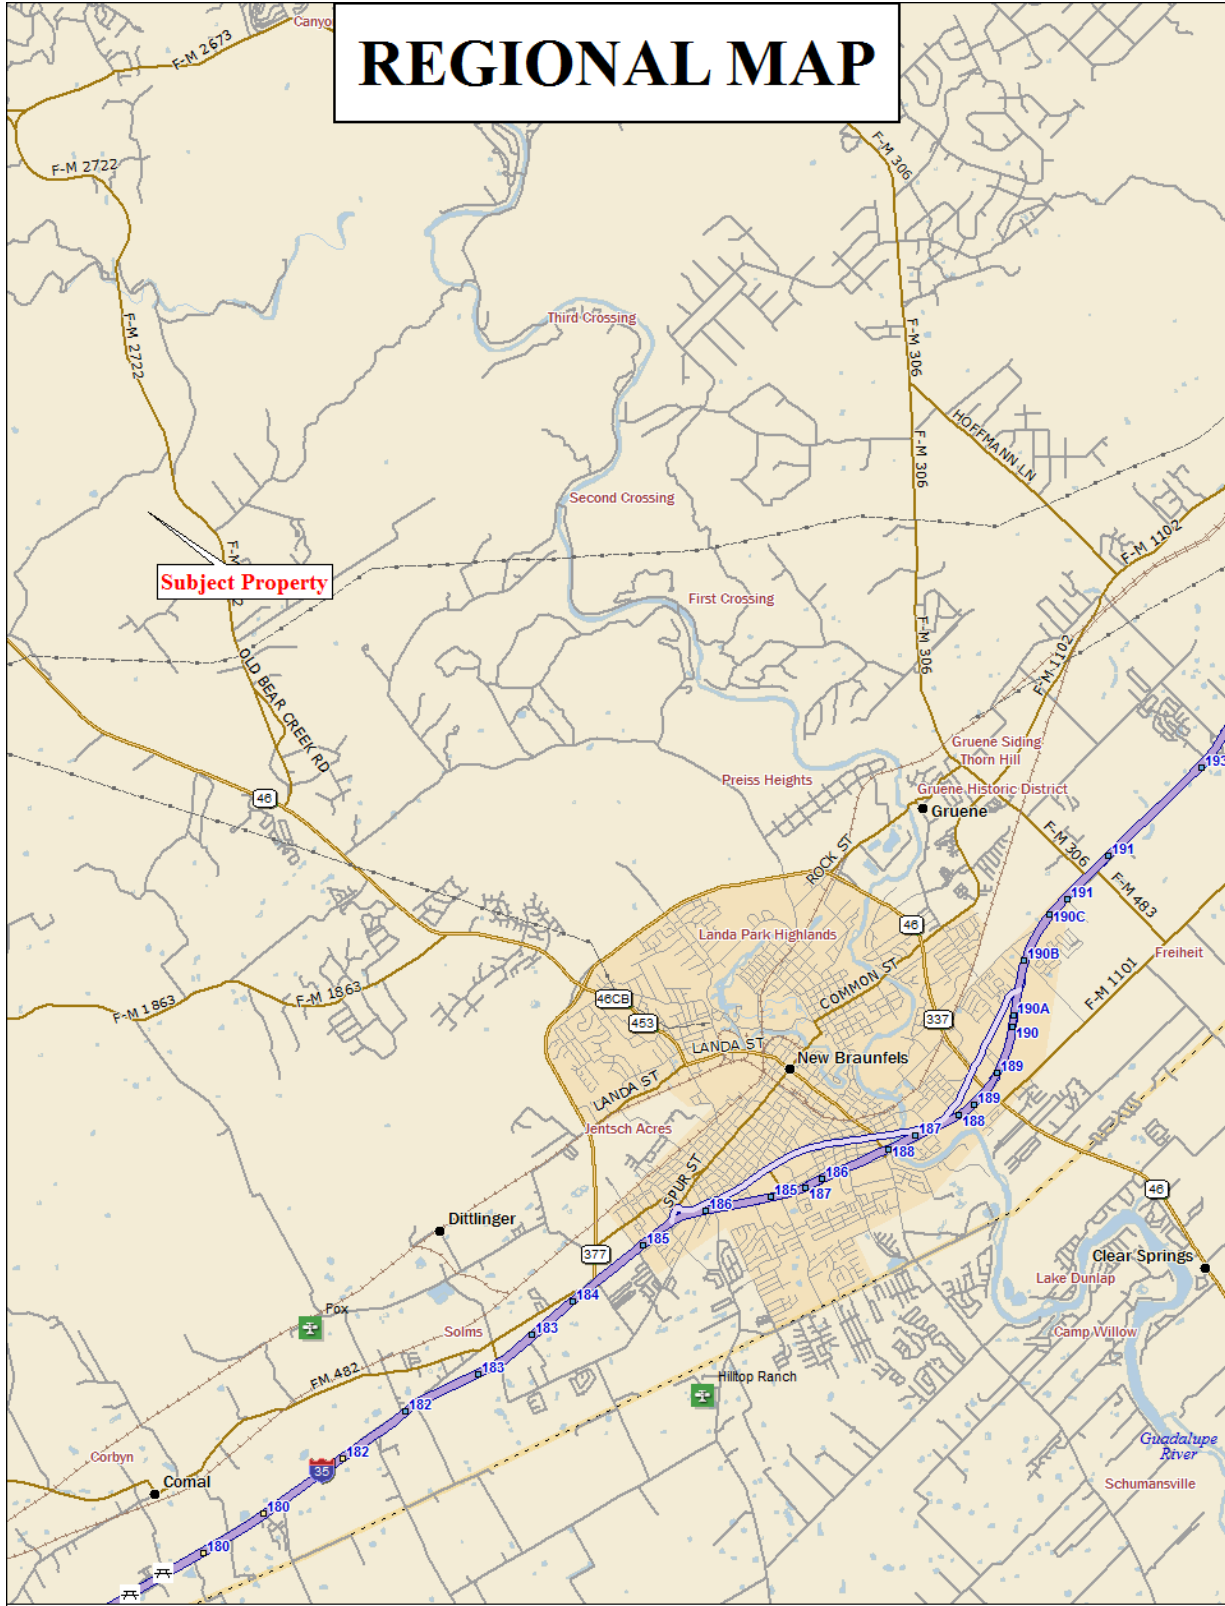 REGIONAL MAP
Canyo
F-M 2673
F-M 306
F-M 2722
F-M 2722
Third Crossing
F-M 306
HOFFMANN LN
F-M 306
Second Crossing
F-M 1102
Subject Property
First Crossing
F-M 306
F-M 1102
OLD BEAR CREEK RD
Gruene Siding
Thorn Hill
193
Preiss Heights
Gruene Historic District
46
Gruene
ROCK ST
F-M 306
191
F-M 483
191
190C
46
Landa Park Highlands
Freiheit
190B
F-M 1101
COMMON ST
F-M 1863
F-M 1863
46CB
453
337
190A
190
LANDA ST
New Braunfels
189
LANDA ST
189
188
Jentsch Acres
187
188
SPUR ST
186
185
187
186
46
Dittlinger
185
377
Clear Springs
Lake Dunlap
184
Fox
Solms
183
Camp Willow
FM 482
183
Hilltop Ranch
182
Guadalupe
River
Corbyn
182
35
Comal
Schumansville
180
180